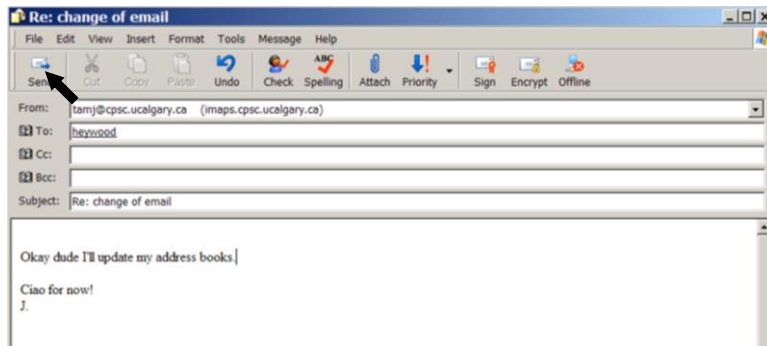 Re: change of email
File Edit View Insert Format Tools Message Help
Send Cut Copy Paste Undo Check Spelling Attach Priority Sign Encrypt Offline
From: tamj@cpsc.ucalgary.ca (imaps.cpsc.ucalgary.ca)
To: heywood
Cc:
Bcc:
Subject: Re: change of email
Okay dude I'll update my address books.
Ciao for now!
J.